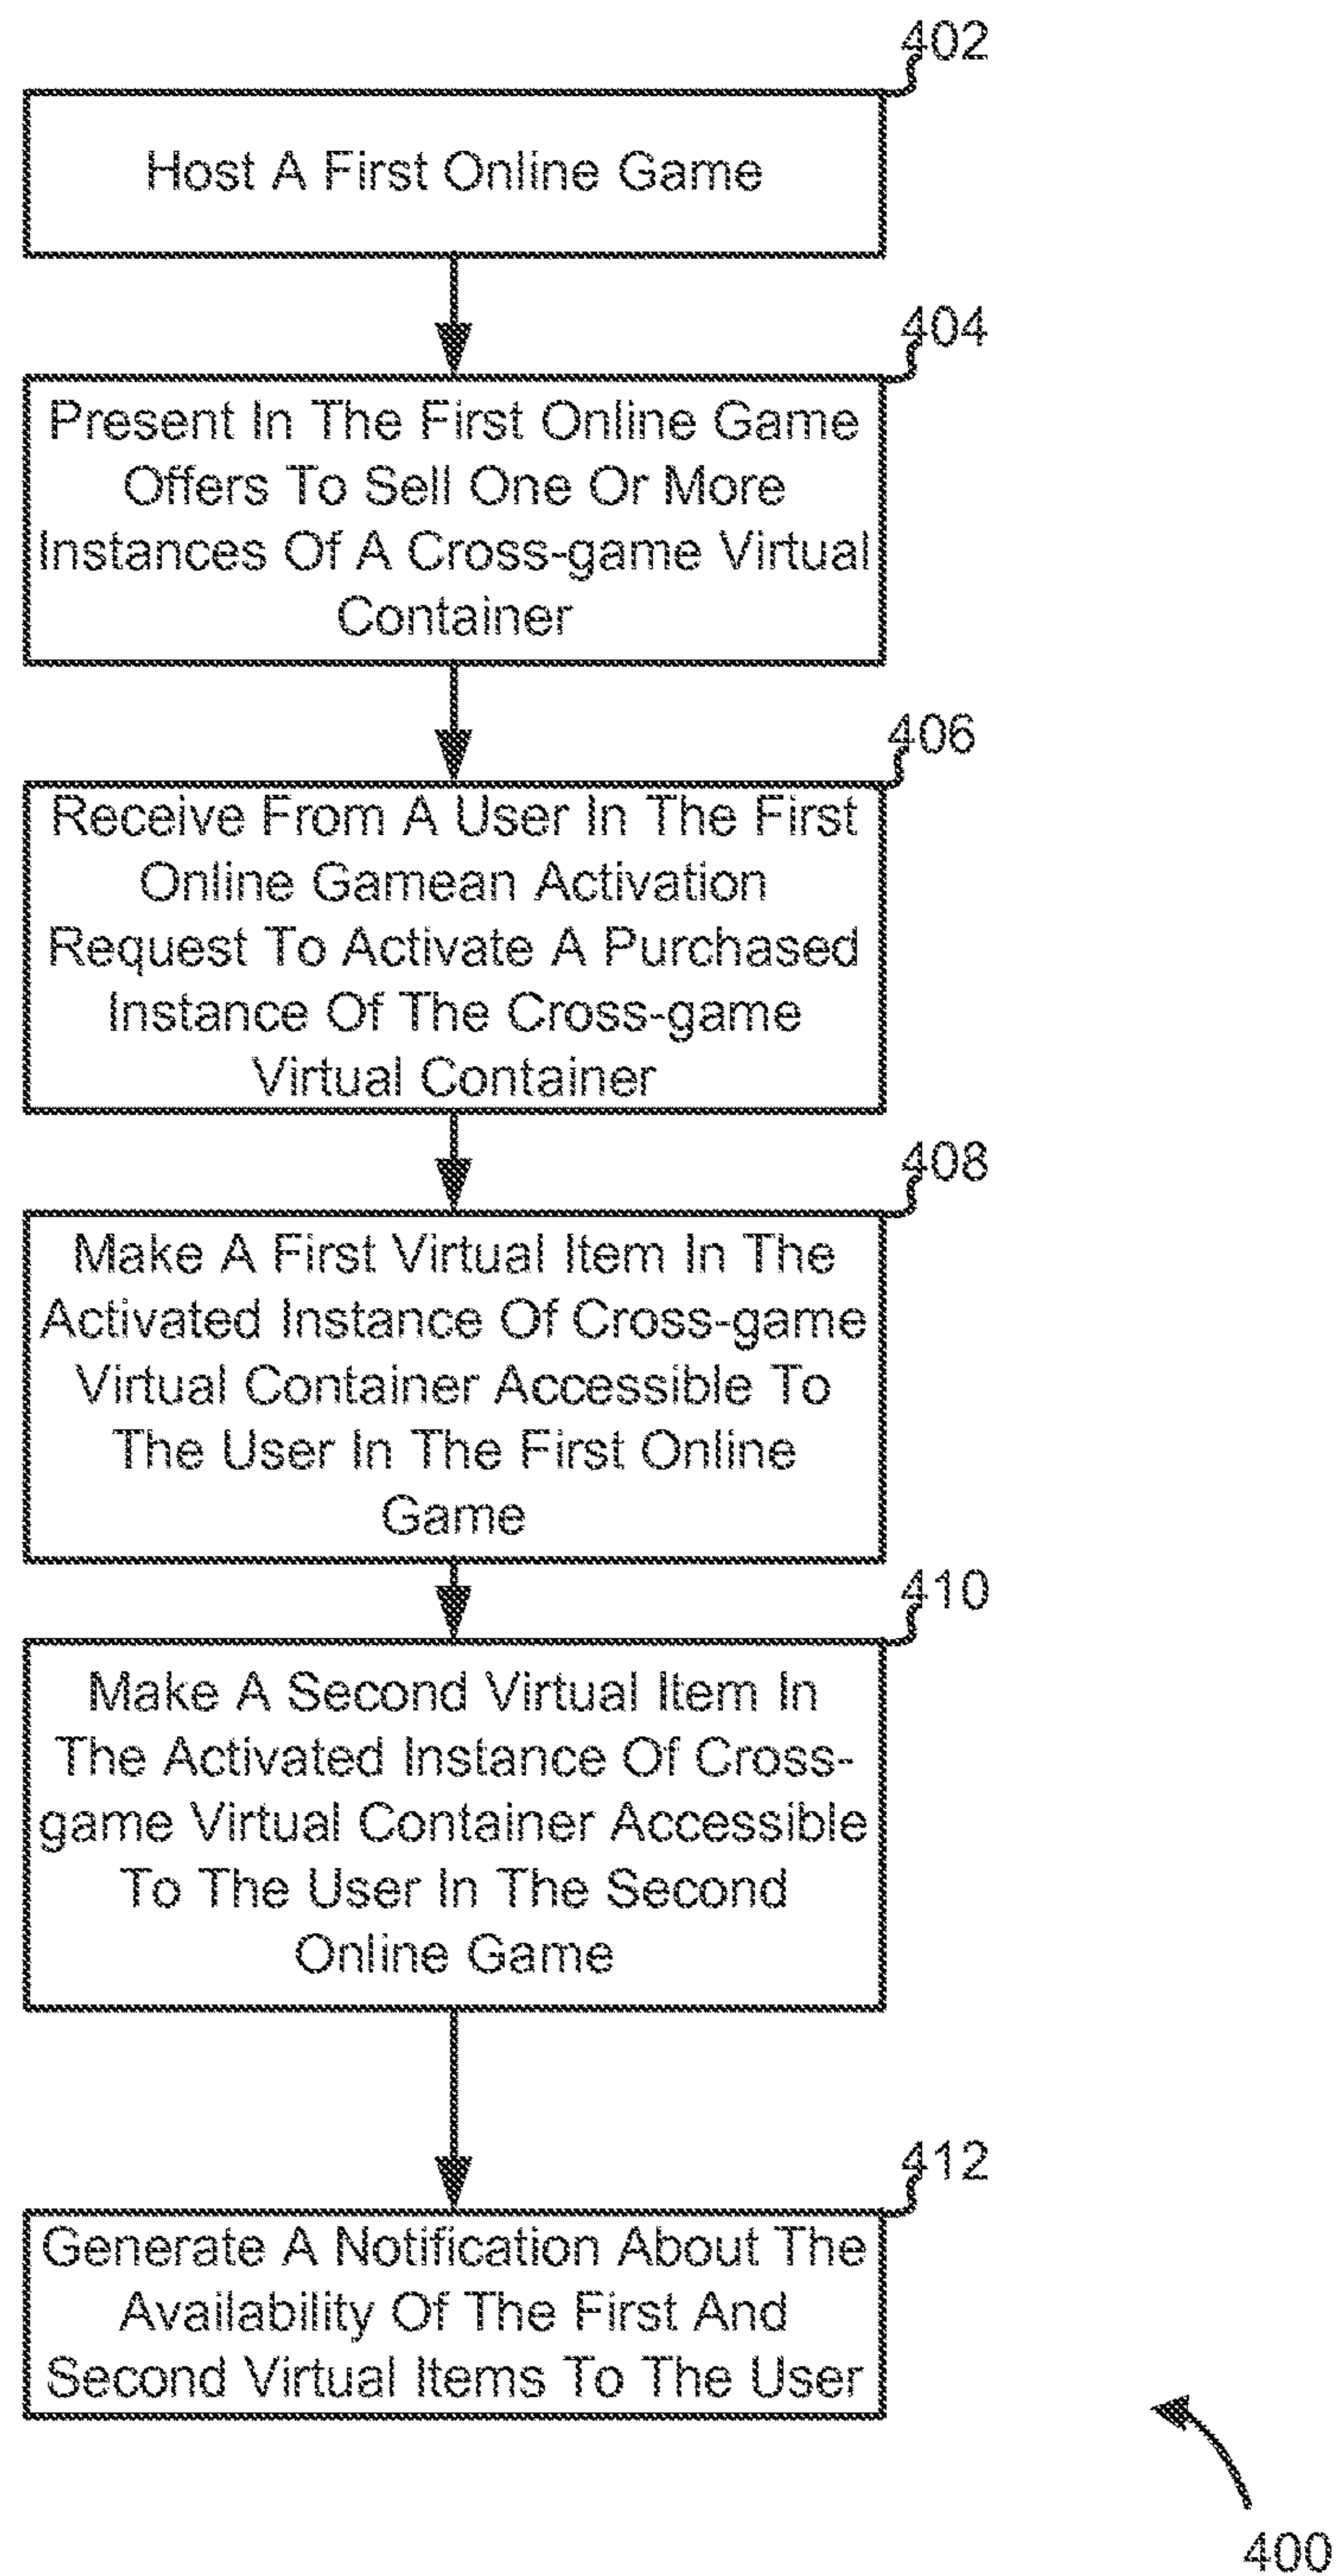 402
Host A First Online Game
404
Present In The First Online Game
Offers To Sell One Or More
Instances Of A Cross-game Virtual
Container
406
Receive From A User In The First
Online Gamean Activation
Request To Activate A Purchased
Instance Of The Cross-game
Virtual Container
408
Make A First Virtual Item In The
Activated Instance Of Cross-game
Virtual Container Accessible To
The User In The First Online
Game
410
Make A Second Virtual Item In
The Activated Instance Of Cross-
game Virtual Container Accessible
To The User In The Second
Online Game
412
Generate A Notification About The
Availability Of The First And
Second Virtual Items To The User
400